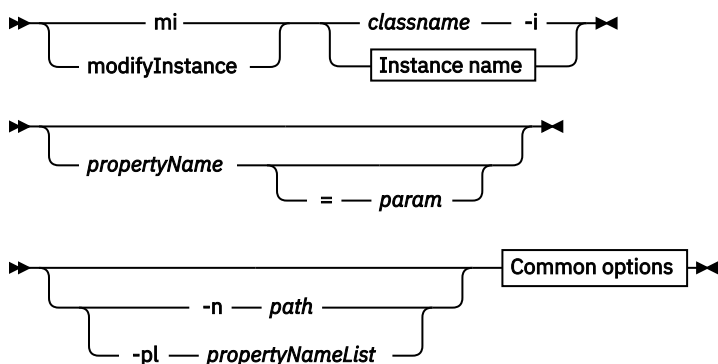 mi classname -i
modifyInstance Instance name
propertyName
= param
Common options
-n path
-pl propertyNameList